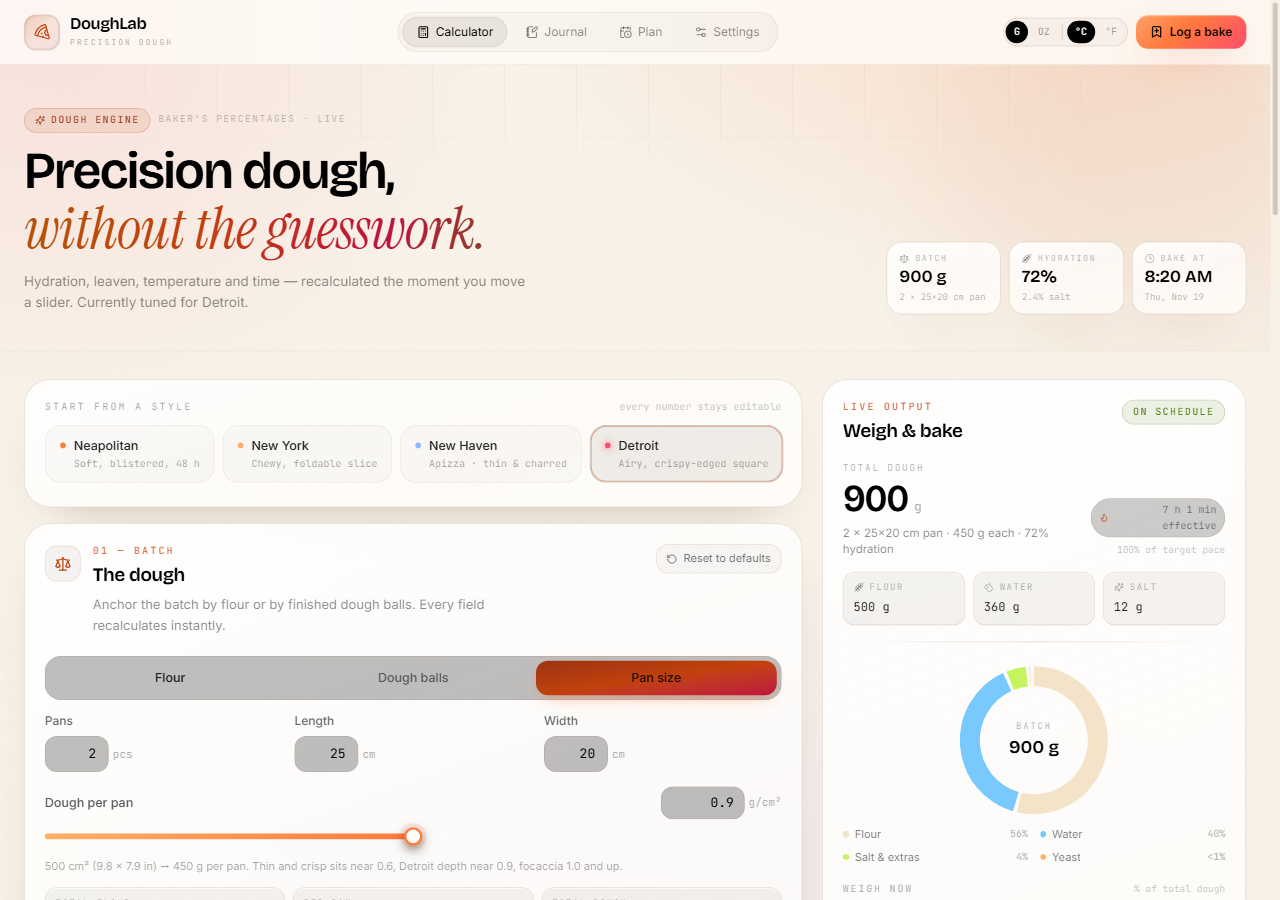 DoughLab
PRECISION DOUGH
Calculator
Journal
Plan
Settings
G OZ °C °F
Log a bake
DOUGH ENGINE
BAKER'S PERCENTAGES · LIVE
Precision dough,
without the guesswork.
Hydration, leaven, temperature and time — recalculated the moment you move
a slider. Currently tuned for Detroit.
BATCH
900 g
2 × 25×20 cm pan
HYDRATION
72%
2.4% salt
BAKE AT
8:20 AM
Thu, Nov 19
START FROM A STYLE
every number stays editable
Neapolitan
Soft, blistered, 48 h
New York
Chewy, foldable slice
New Haven
Apizza · thin & charred
Detroit
Airy, crispy-edged square
01 — BATCH
The dough
Reset to defaults
Anchor the batch by flour or by finished dough balls. Every field
recalculates instantly.
Flour
Dough balls
Pan size
Pans
Length
Width
2 pcs
25 cm
20 cm
Dough per pan
0.9 g/cm²
500 cm² (9.8 × 7.9 in) → 450 g per pan. Thin and crisp sits near 0.6, Detroit depth near 0.9, focaccia 1.0 and up.
LIVE OUTPUT
Weigh & bake
ON SCHEDULE
TOTAL DOUGH
900 g
2 × 25×20 cm pan · 450 g each · 72%
hydration
7 h 1 min
effective
100% of target pace
FLOUR
500 g
WATER
360 g
SALT
12 g
BATCH
900 g
Flour 56%
Water 40%
Salt & extras 4%
Yeast <1%
WEIGH NOW
% of total dough